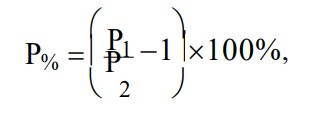 P% = ( P1/P2 − 1 ) ×100%,